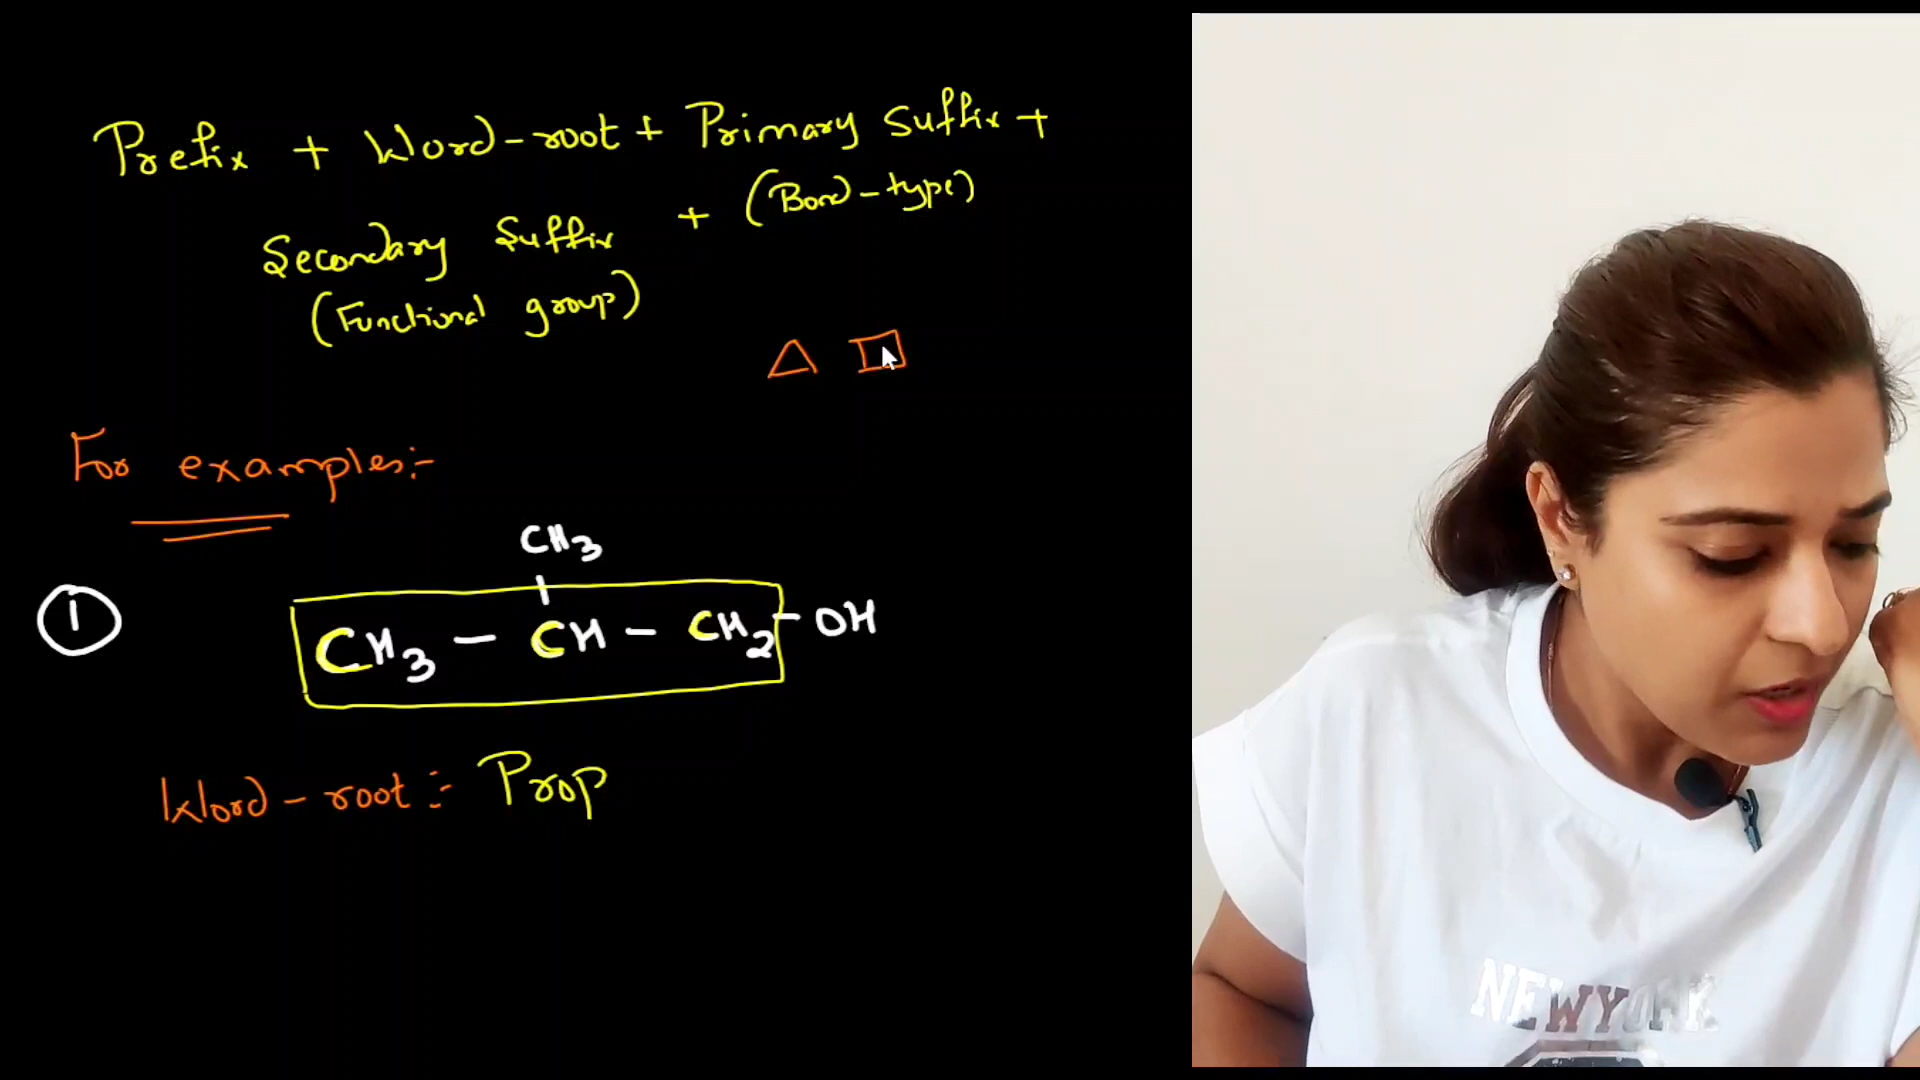 Prefix + Word-root + Primary Suffix +
(Bond-type)
Secondary Suffix +
(Functional group)
For examples:-
1
CH3
CH3 - CH - CH2 - OH
Word-root :- Prop
NEWYORK